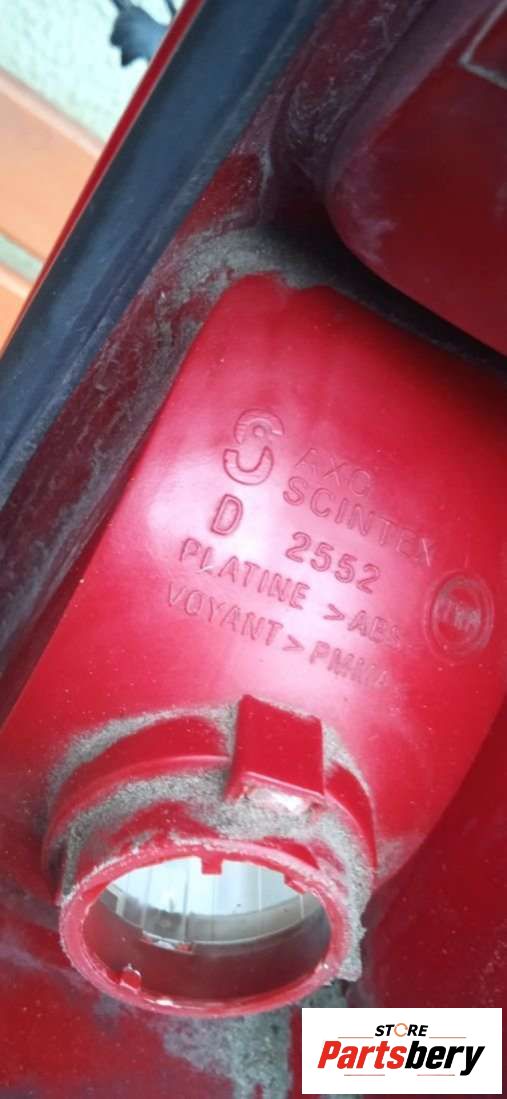 AXO
SCINTEX
D 2552
PLATINE >ABS
VOYANT > PMMA
STORE
Partsbery